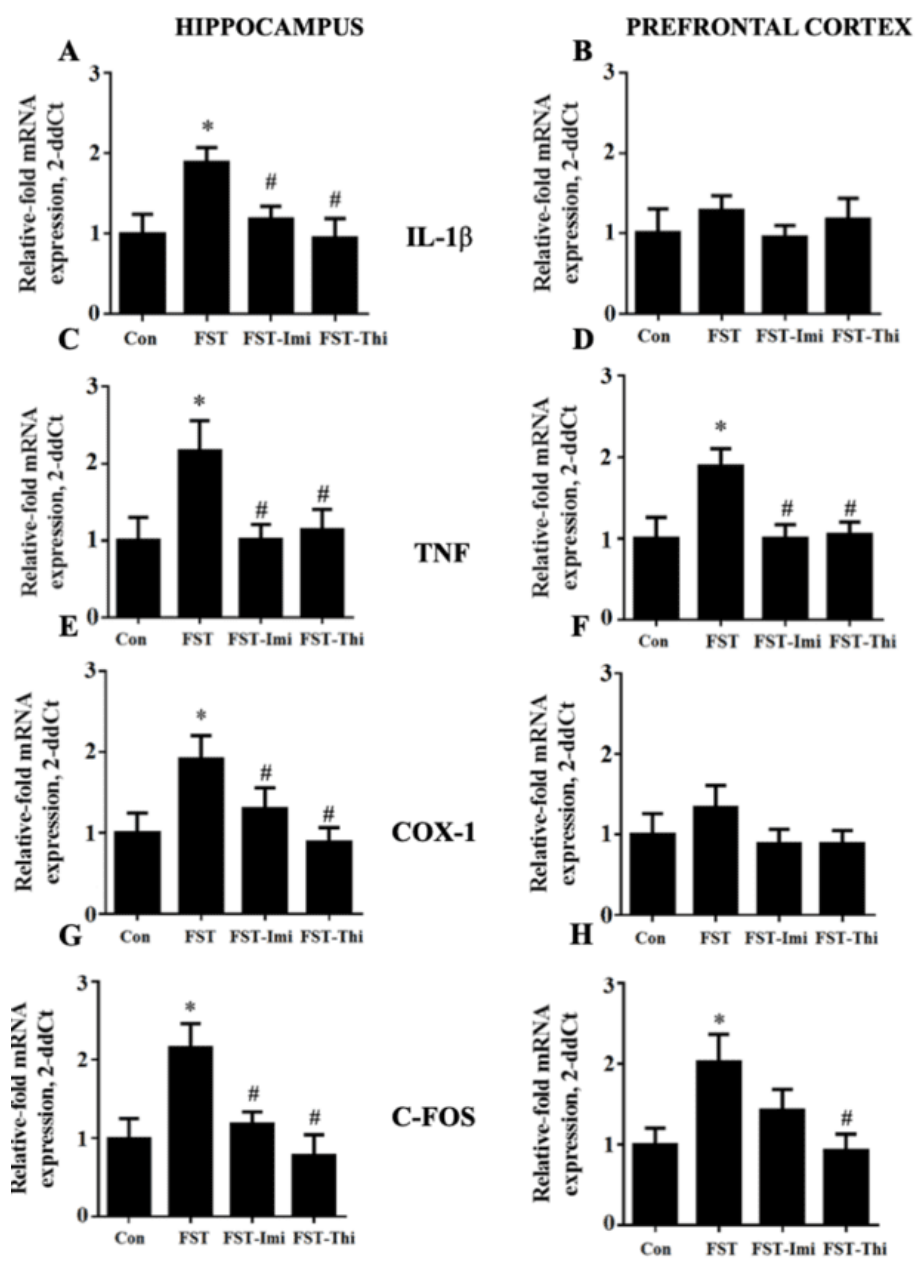 HIPPOCAMPUS
PREFRONTAL CORTEX
A
B
Relative-fold mRNA
expression, 2-ddCt
3
2
1
0
*
#
#
Con FST FST-Imi FST-Thi
IL-1β
Relative-fold mRNA
expression, 2-ddCt
3
2
1
0
Con FST FST-Imi FST-Thi
C
D
Relative-fold mRNA
expression, 2-ddCt
3
2
1
0
*
#
#
Con FST FST-Imi FST-Thi
TNF
Relative-fold mRNA
expression, 2-ddCt
3
2
1
0
*
#
#
Con FST FST-Imi FST-Thi
E
F
Relative-fold mRNA
expression, 2-ddCt
3
2
1
0
*
#
#
Con FST FST-Imi FST-Thi
COX-1
Relative-fold mRNA
expression, 2-ddCt
3
2
1
0
Con FST FST-Imi FST-Thi
G
H
Relative-fold mRNA
expression, 2-ddCt
3
2
1
0
*
#
#
Con FST FST-Imi FST-Thi
C-FOS
Relative-fold mRNA
expression, 2-ddCt
3
2
1
0
*
#
Con FST FST-Imi FST-Thi